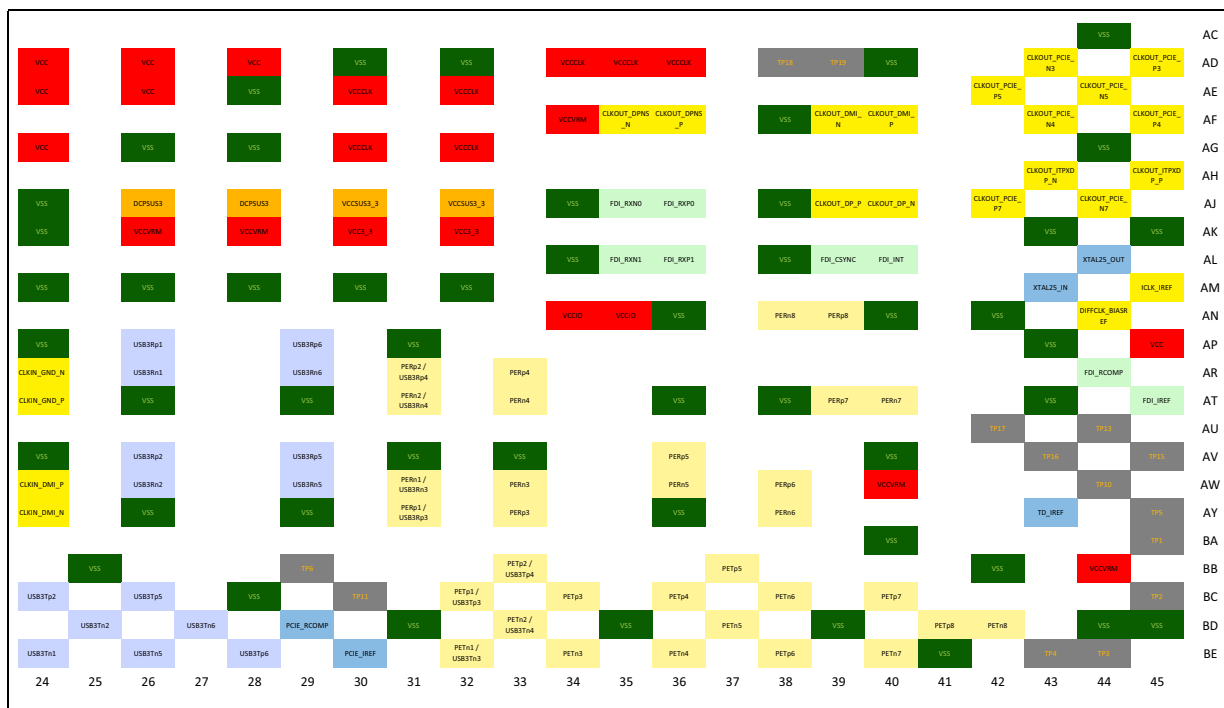 VSS AC
VCC VCC VCC VSS VSS VCCCLK VCCCLK VCCCLK TP18 TP19 VSS CLKOUT_PCIE_N3 CLKOUT_PCIE_P3 AD
VCC VCC VSS VCCCLK VCCCLK CLKOUT_PCIE_P5 CLKOUT_PCIE_N5 AE
VCCVRM CLKOUT_DPNS_N CLKOUT_DPNS_P VSS CLKOUT_DMI_N CLKOUT_DMI_P CLKOUT_PCIE_N4 CLKOUT_PCIE_P4 AF
VCC VSS VSS VCCCLK VCCCLK VSS AG
CLKOUT_ITPXDP_N CLKOUT_ITPXDP_P AH
VSS DCPSUS3 DCPSUS3 VCCSUS3_3 VCCSUS3_3 VSS FDI_RXN0 FDI_RXP0 VSS CLKOUT_DP_P CLKOUT_DP_N CLKOUT_PCIE_P7 CLKOUT_PCIE_N7 AJ
VSS VCCVRM VCCVRM VCC3_3 VCC3_3 VSS VSS AK
VSS FDI_RXN1 FDI_RXP1 VSS FDI_CSYNC FDI_INT XTAL25_OUT AL
VSS VSS VSS VSS VSS XTAL25_IN ICLK_IREF AM
VCCIO VCCIO VSS PERn8 PERp8 VSS VSS DIFFCLK_BIASREF AN
VSS USB3Rp1 USB3Rp6 VSS VSS VCC AP
CLKIN_GND_N USB3Rn1 USB3Rn6 PERp2 / USB3Rp4 PERp4 FDI_RCOMP AR
CLKIN_GND_P VSS VSS PERn2 / USB3Rn4 PERn4 VSS VSS PERp7 PERn7 VSS FDI_IREF AT
TP17 TP13 AU
VSS USB3Rp2 USB3Rp5 VSS VSS PERp5 VSS TP16 TP15 AV
CLKIN_DMI_P USB3Rn2 USB3Rn5 PERn1 / USB3Rn3 PERn3 PERn5 PERp6 VCCVRM TP10 AW
CLKIN_DMI_N VSS VSS PERp1 / USB3Rp3 PERp3 VSS PERn6 TD_IREF TP5 AY
VSS TP1 BA
VSS TP6 PETp2 / USB3Tp4 PETp5 VSS VCCVRM BB
USB3Tp2 USB3Tp5 VSS TP11 PETp1 / USB3Tp3 PETp3 PETp4 PETn6 PETp7 TP2 BC
USB3Tn2 USB3Tn6 PCIE_RCOMP VSS PETn2 / USB3Tn4 VSS PETn5 VSS PETp8 PETn8 VSS VSS BD
USB3Tn1 USB3Tn5 USB3Tp6 PCIE_IREF PETn1 / USB3Tn3 PETn3 PETn4 PETp6 PETn7 VSS TP4 TP3 BE
24 25 26 27 28 29 30 31 32 33 34 35 36 37 38 39 40 41 42 43 44 45